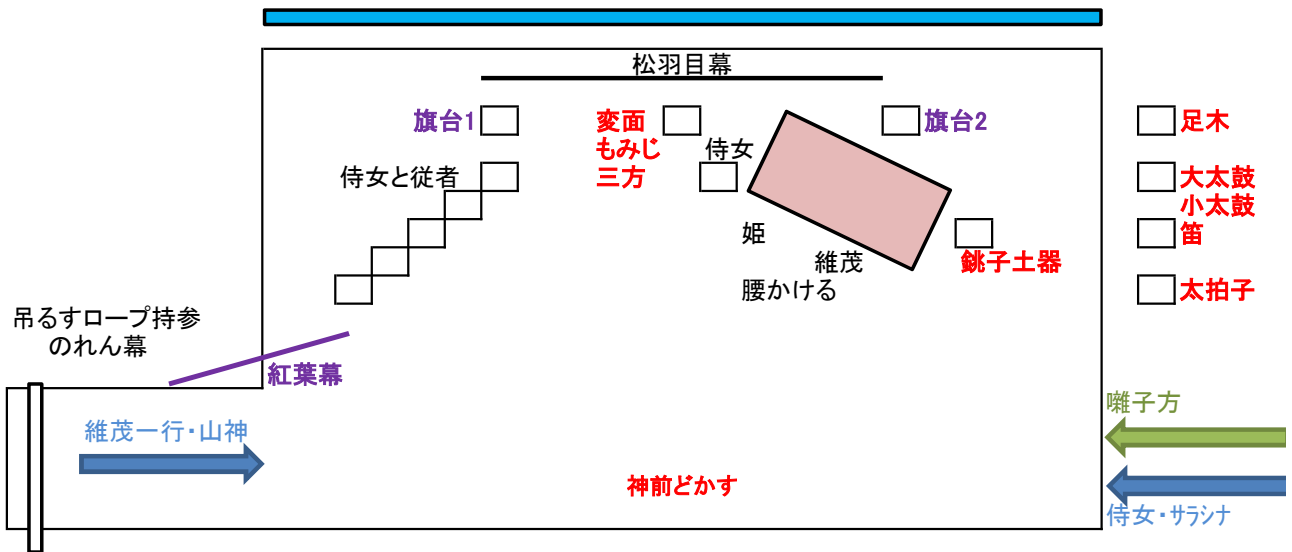 松羽目幕
旗台1
変面
もみじ
三方
侍女
旗台2
足木
侍女と従者
大太鼓
小太鼓
笛
姫
維茂
腰かける
銚子土器
太拍子
吊るすロープ持参
のれん幕
紅葉幕
囃子方
維茂一行・山神
神前どかす
侍女・サラシナ